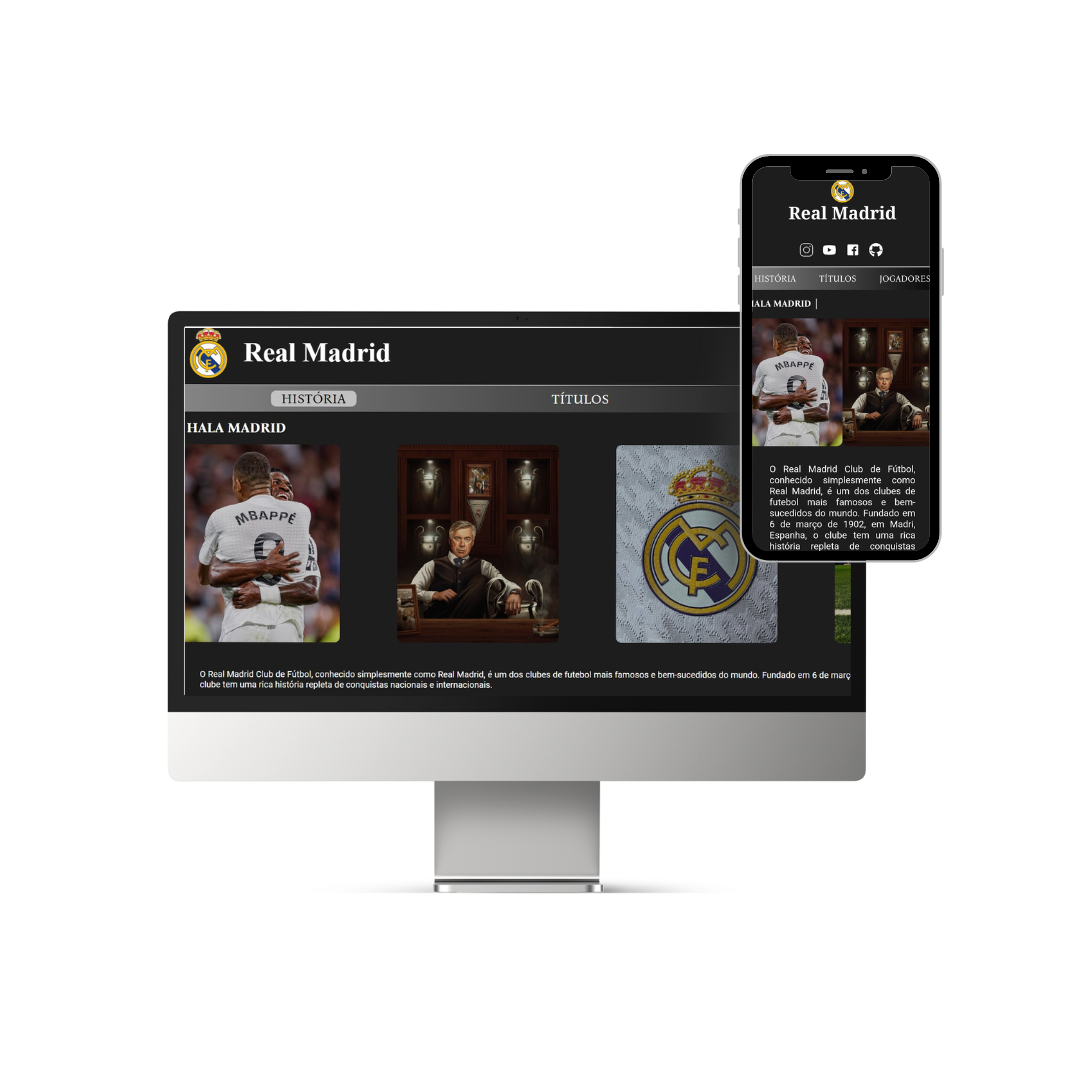 Real Madrid
HISTÓRIA TÍTULOS
HALA MADRID
MBAPPÉ
9
O Real Madrid Club de Fútbol, conhecido simplesmente como Real Madrid, é um dos clubes de futebol mais famosos e bem-sucedidos do mundo. Fundado em 6 de març
clube tem uma rica história repleta de conquistas nacionais e internacionais.
Real Madrid
HISTÓRIA TÍTULOS JOGADORES
HALA MADRID |
MBAPPÉ
9
O Real Madrid Club de Fútbol,
conhecido simplesmente como
Real Madrid, é um dos clubes de
futebol mais famosos e bem-
sucedidos do mundo. Fundado em
6 de março de 1902, em Madri,
Espanha, o clube tem uma rica
história repleta de conquistas